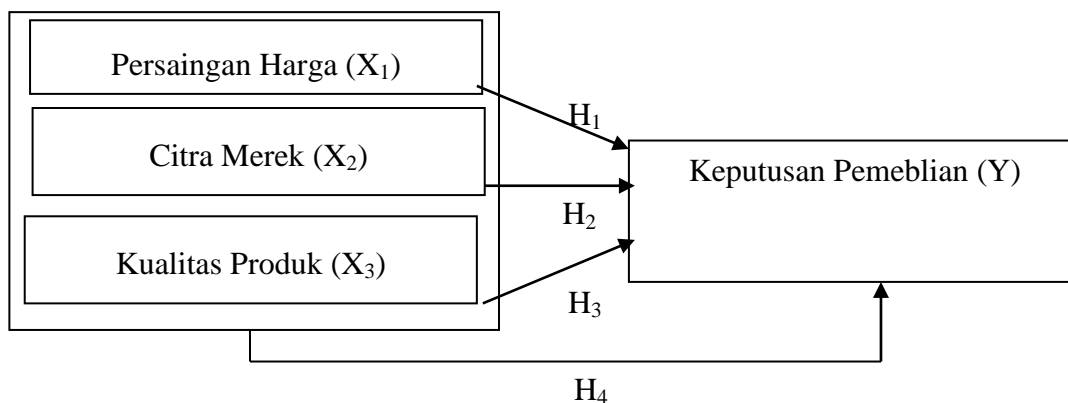 Persaingan Harga (X₁)
H₁
Citra Merek (X₂)
Keputusan Pemeblian (Y)
H₂
Kualitas Produk (X₃)
H₃
H₄